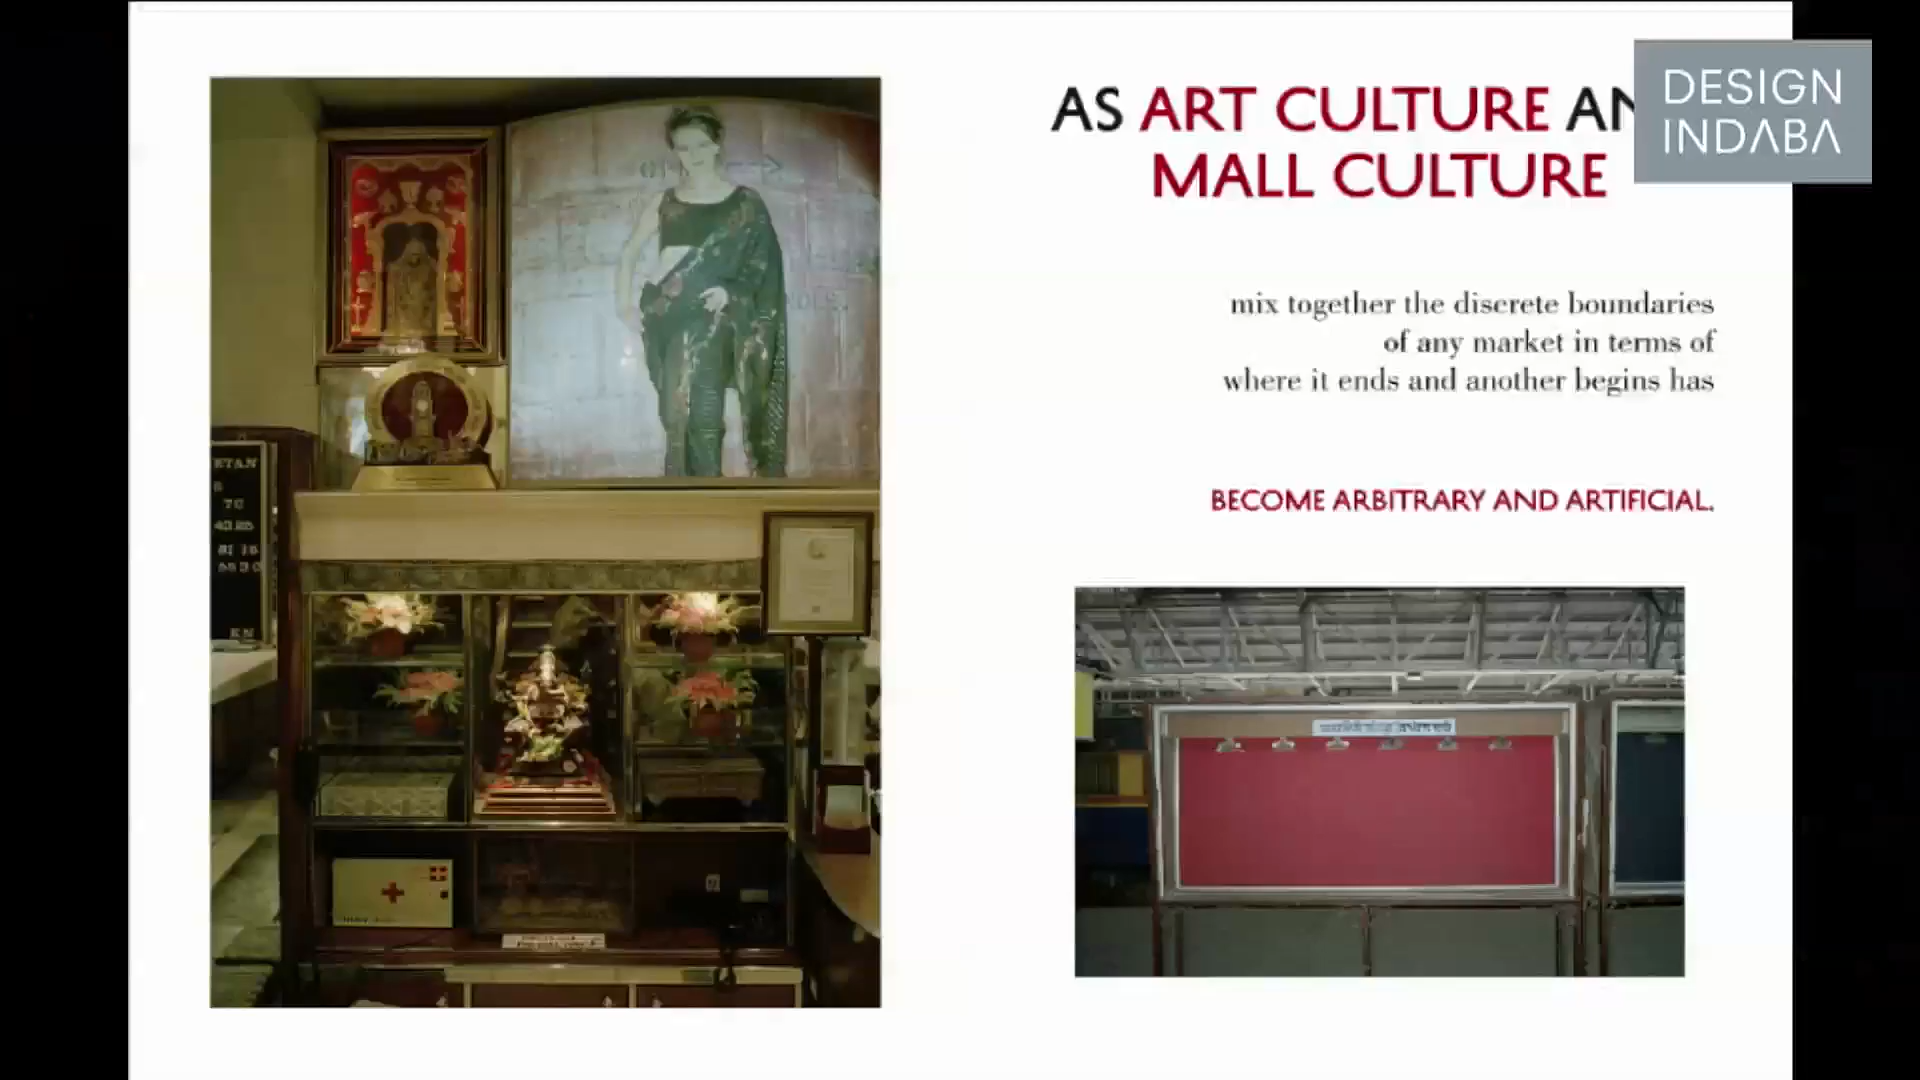 DESIGN
INDABA
AS ART CULTURE AN
MALL CULTURE
mix together the discrete boundaries
of any market in terms of
where it ends and another begins has
BECOME ARBITRARY AND ARTIFICIAL.